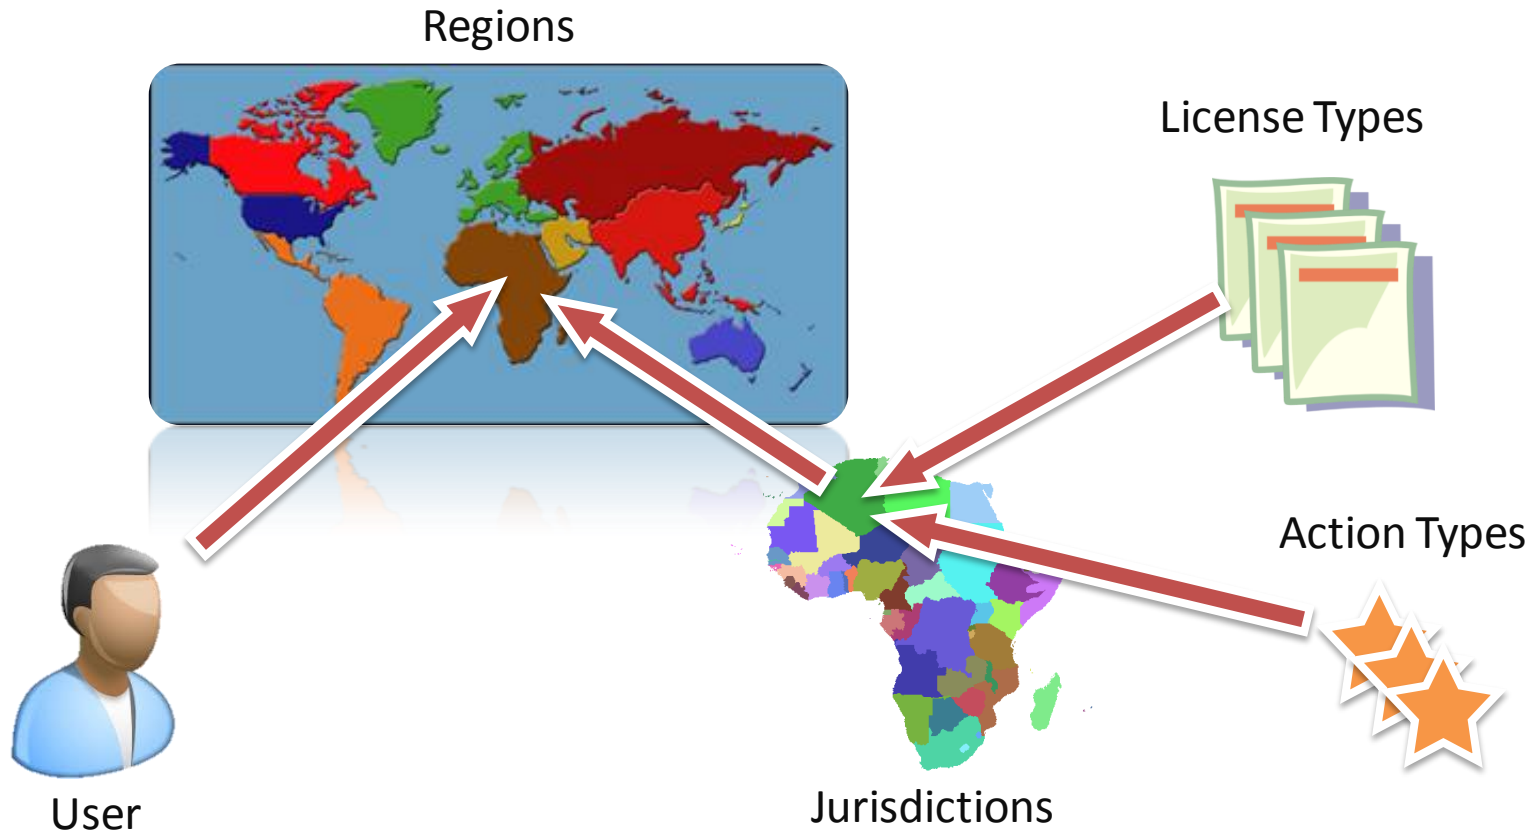 Regions
License Types
Action Types
User
Jurisdictions